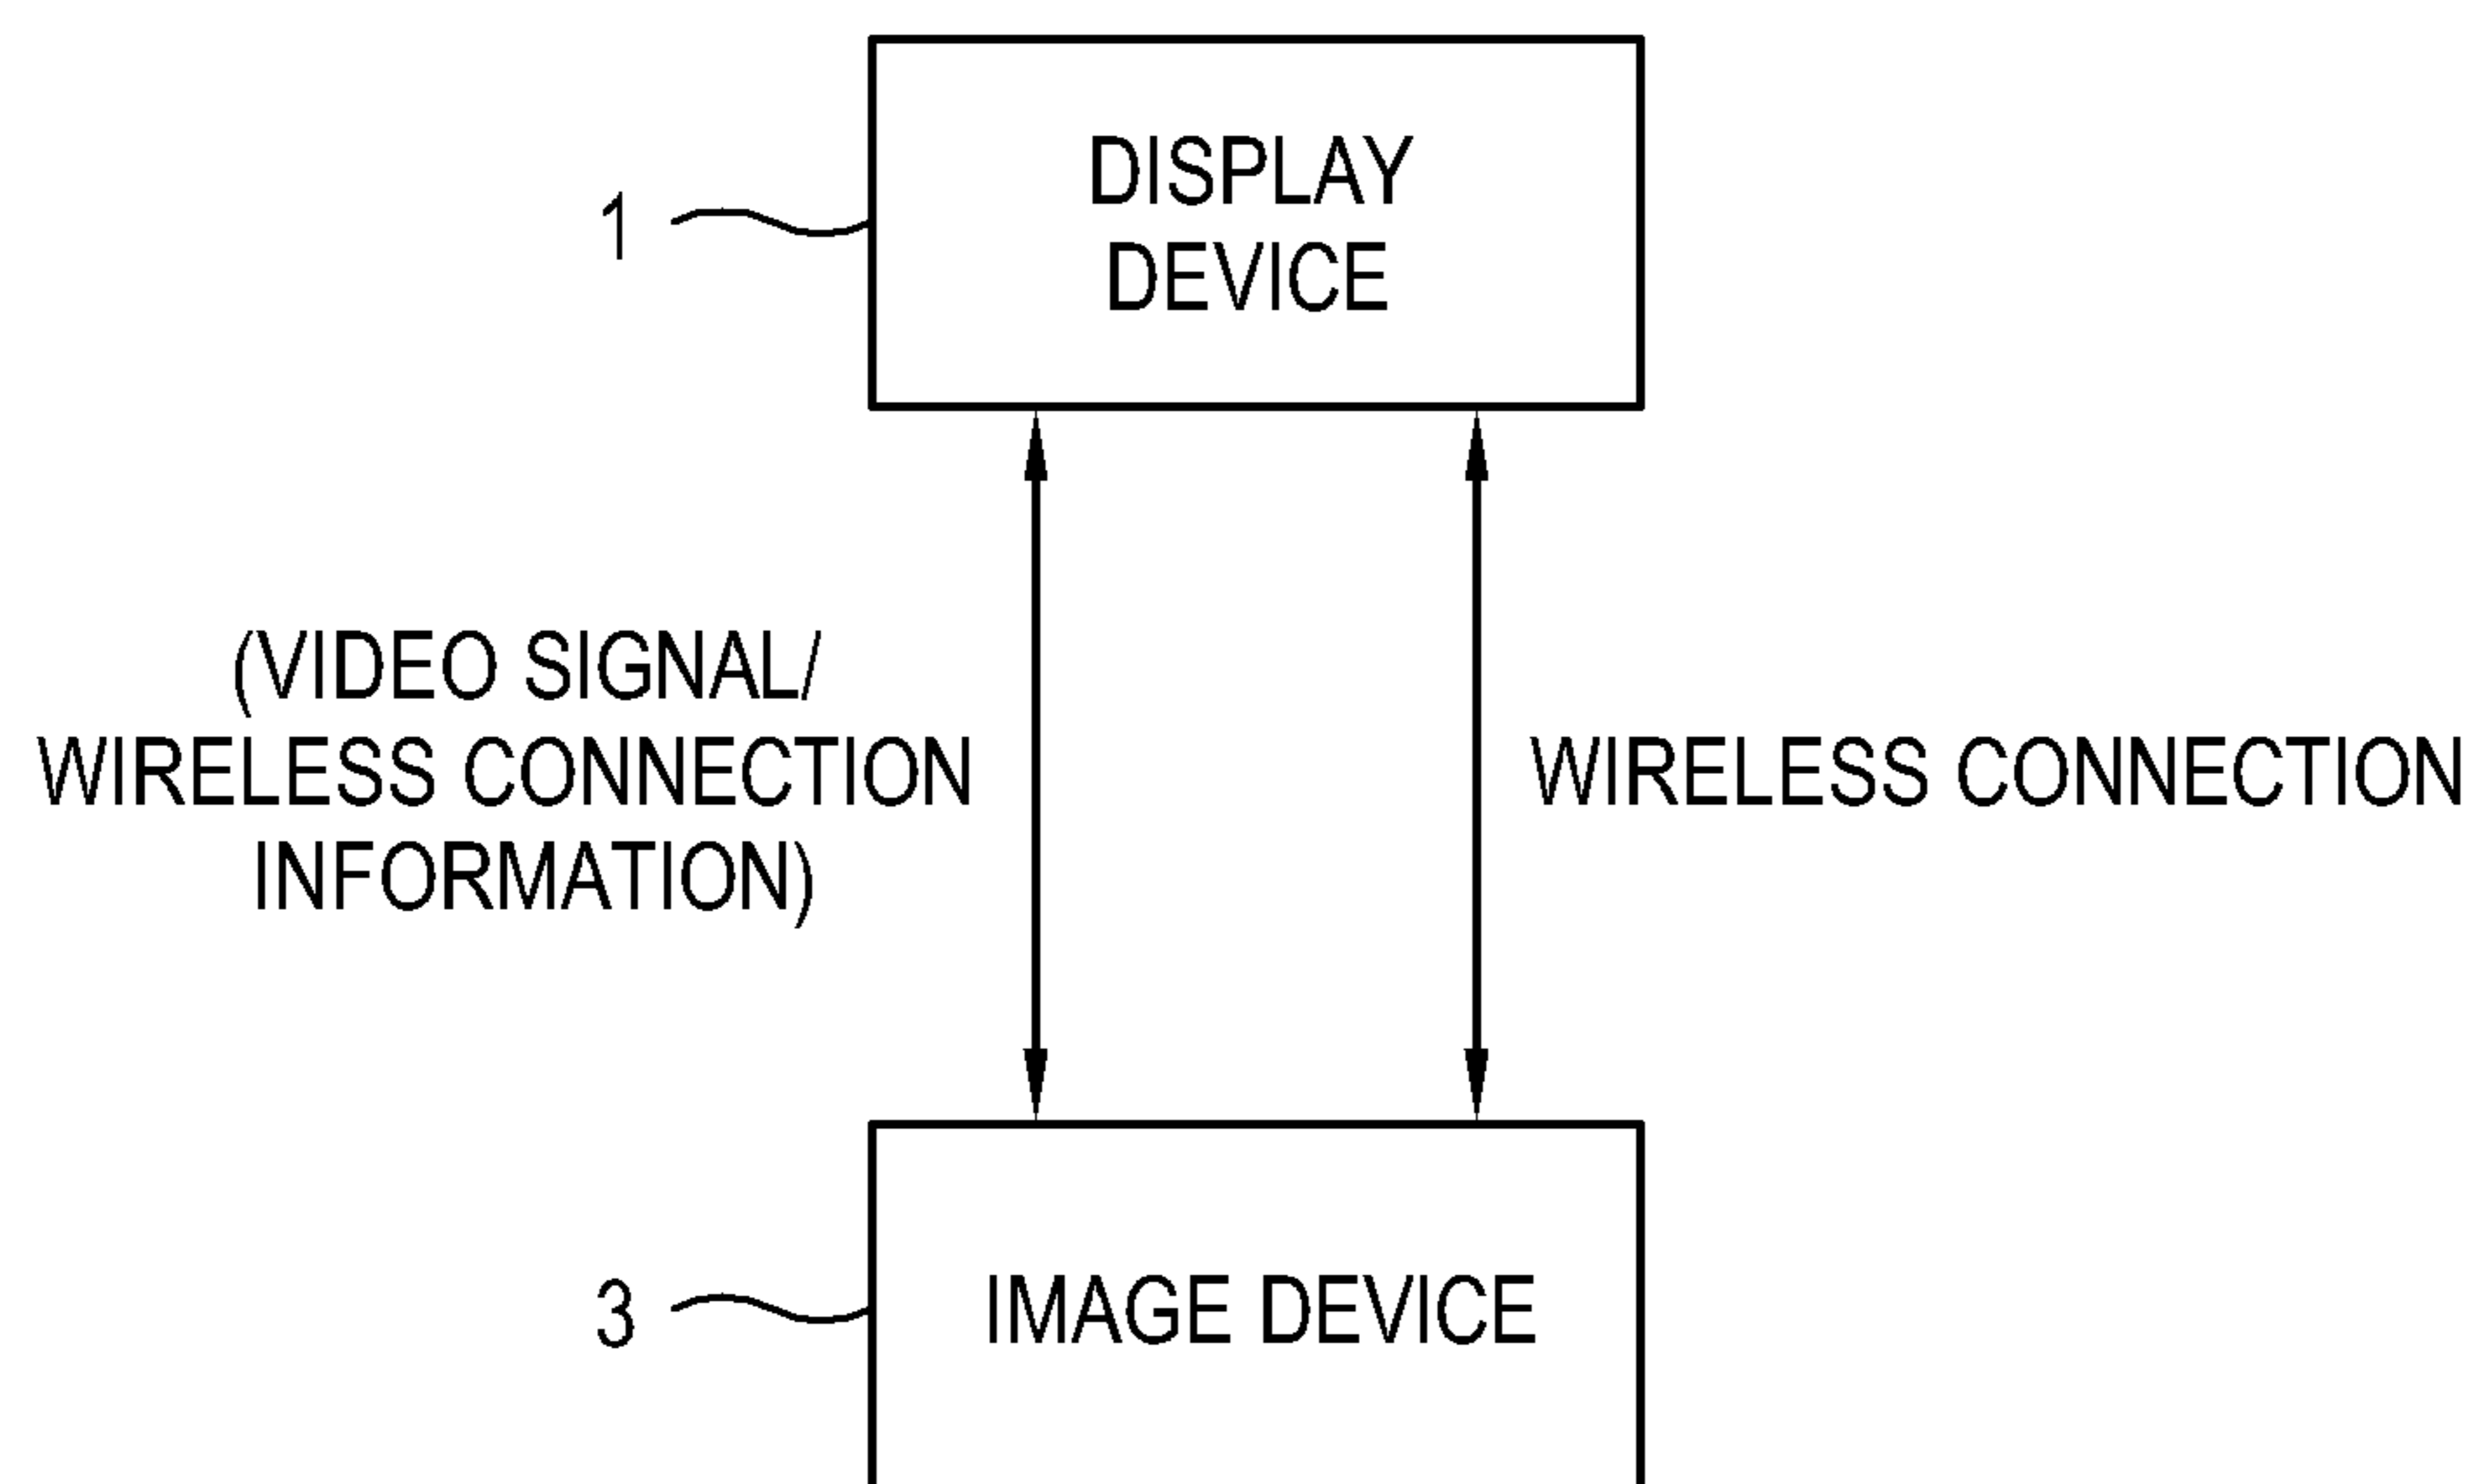 DISPLAY
DEVICE
1
(VIDEO SIGNAL/
WIRELESS CONNECTION
INFORMATION)
WIRELESS CONNECTION
IMAGE DEVICE
3